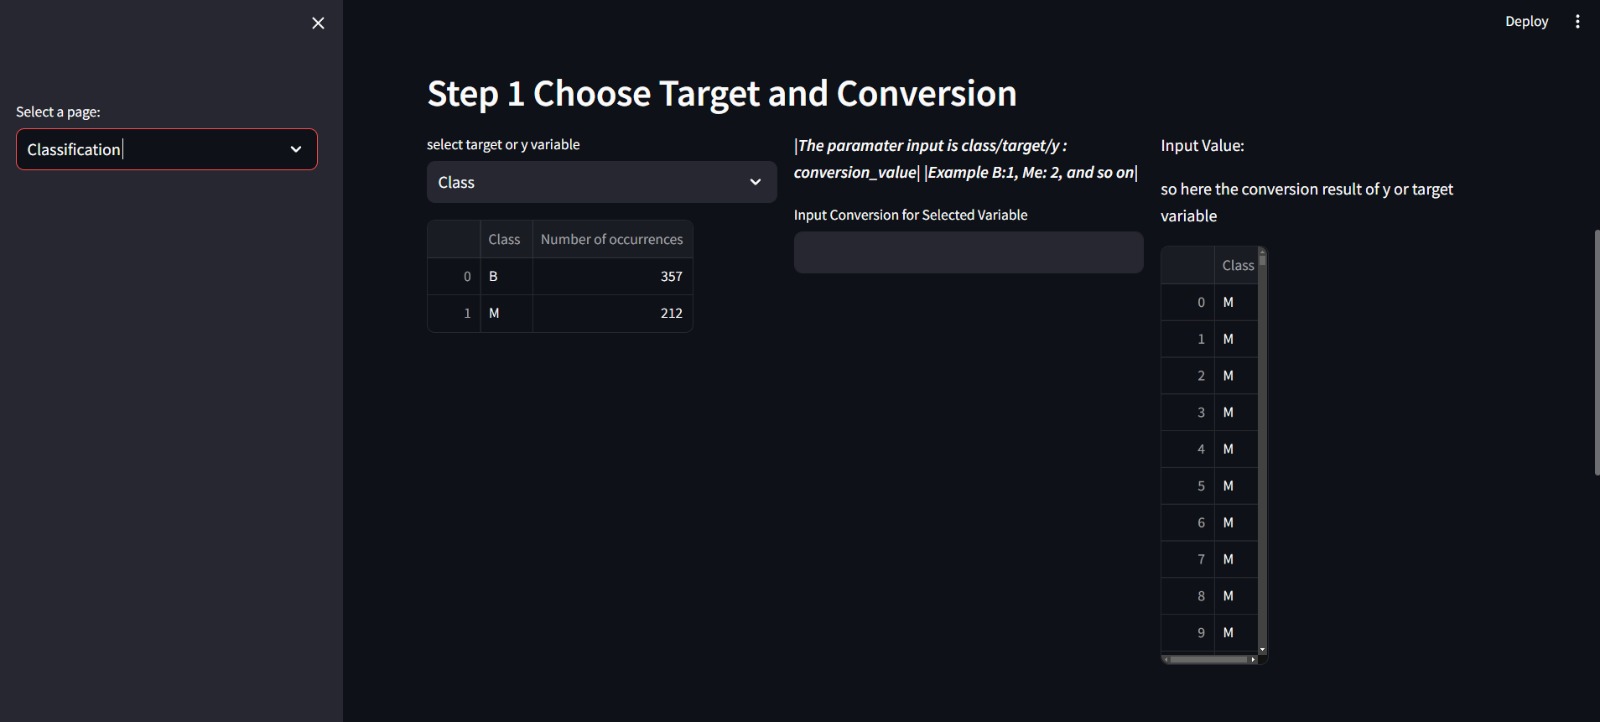 Deploy
Select a page:
Classification
Step 1 Choose Target and Conversion
select target or y variable
Class
Class Number of occurrences
0 B 357
1 M 212
|The paramater input is class/target/y :
conversion_value| |Example B:1, Me: 2, and so on|
Input Conversion for Selected Variable
Input Value:
so here the conversion result of y or target
variable
Class
0 M
1 M
2 M
3 M
4 M
5 M
6 M
7 M
8 M
9 M